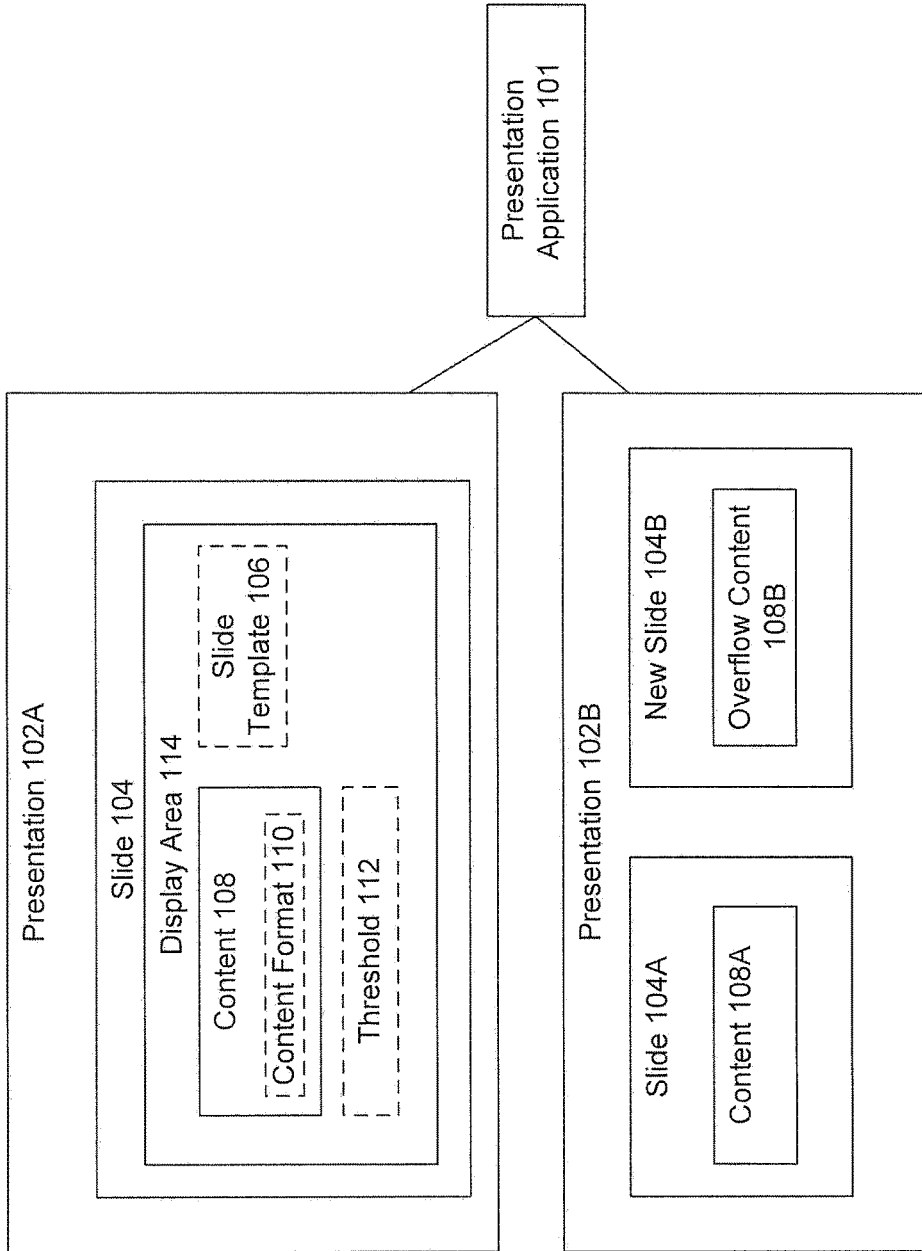 Presentation 102A
Slide 104
Display Area 114
Content 108
Content Format 110
Slide
Template 106
Threshold 112
Presentation
Application 101
Presentation 102B
Slide 104A
Content 108A
New Slide 104B
Overflow Content
108B